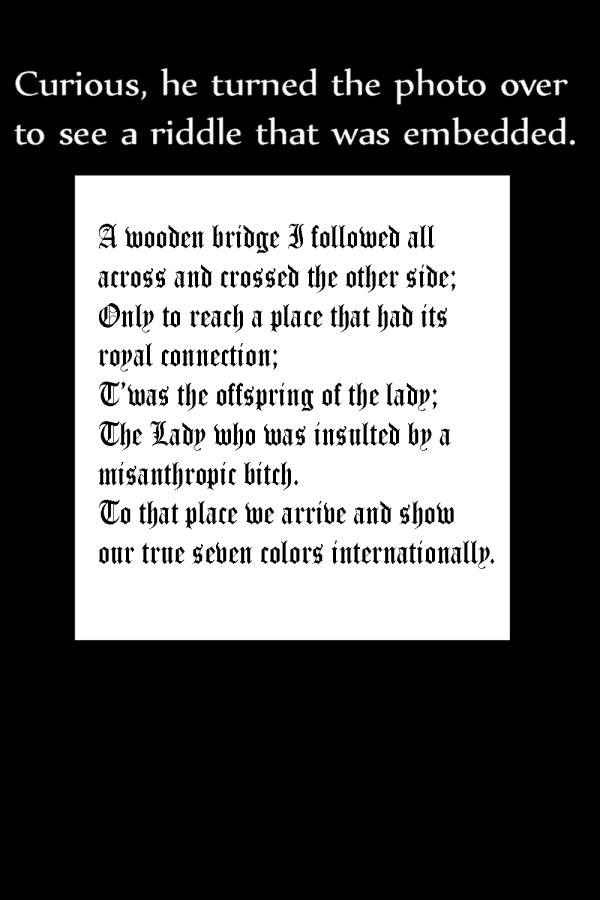 Curious, he turned the photo over
to see a riddle that was embedded.
A wooden bridge I followed all
across and crossed the other side;
Only to reach a place that had its
royal connection;
T'was the offspring of the lady;
The Lady who was insulted by a
misanthropic bitch.
To that place we arrive and show
our true seven colors internationally.